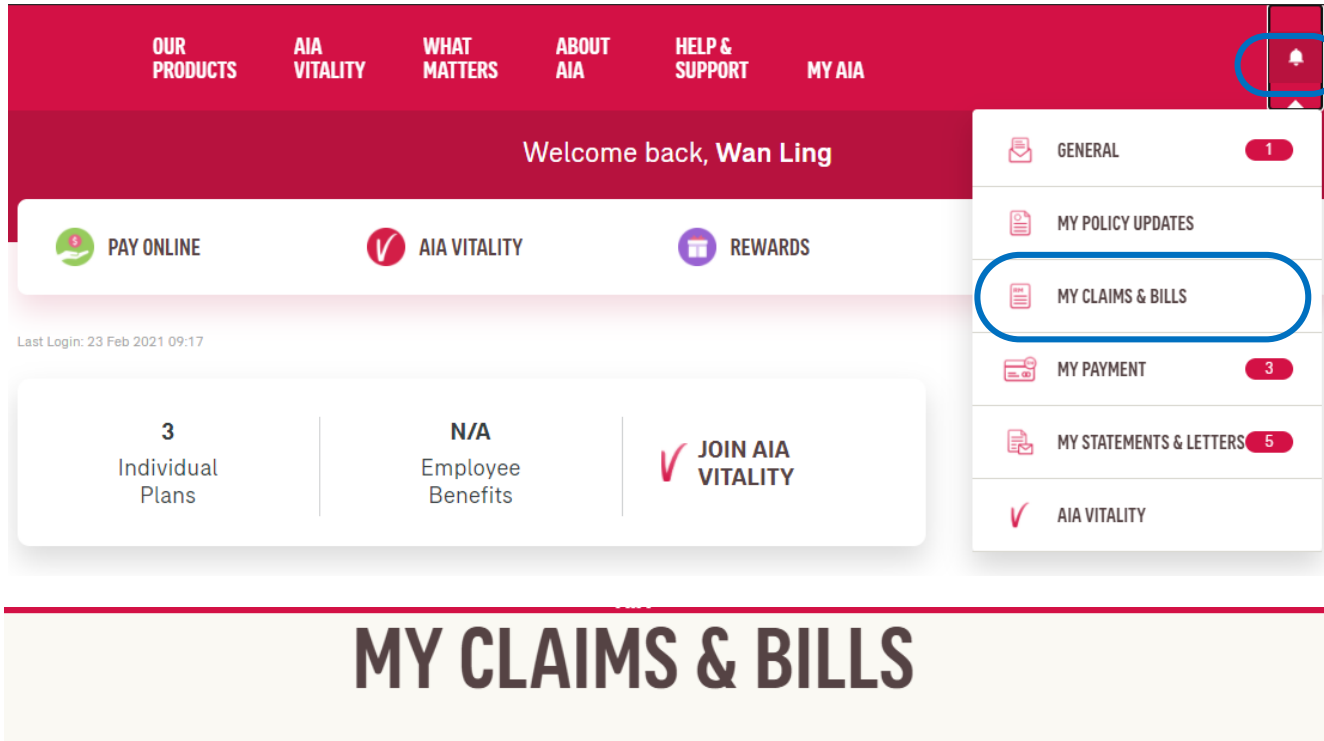 OUR
PRODUCTS
AIA
VITALITY
WHAT
MATTERS
ABOUT
AIA
HELP &
SUPPORT
MY AIA
Welcome back, Wan Ling
GENERAL 1
MY POLICY UPDATES
MY CLAIMS & BILLS
MY PAYMENT 3
MY STATEMENTS & LETTERS 5
AIA VITALITY
PAY ONLINE
AIA VITALITY
REWARDS
Last Login: 23 Feb 2021 09:17
3
Individual
Plans
N/A
Employee
Benefits
JOIN AIA
VITALITY
MY CLAIMS & BILLS